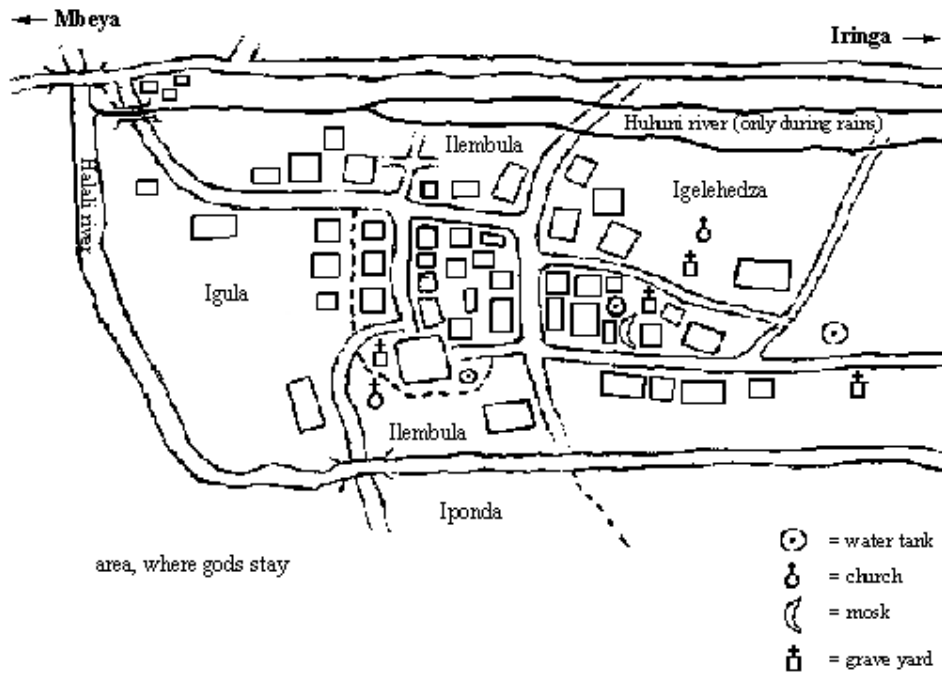 Mbeya
Iringa
Huhuni river (only during rains)
Ilembula
Halali river
Igelehedza
Igula
Ilembula
Iponda
area, where gods stay
= water tank
= church
= mosk
= grave yard